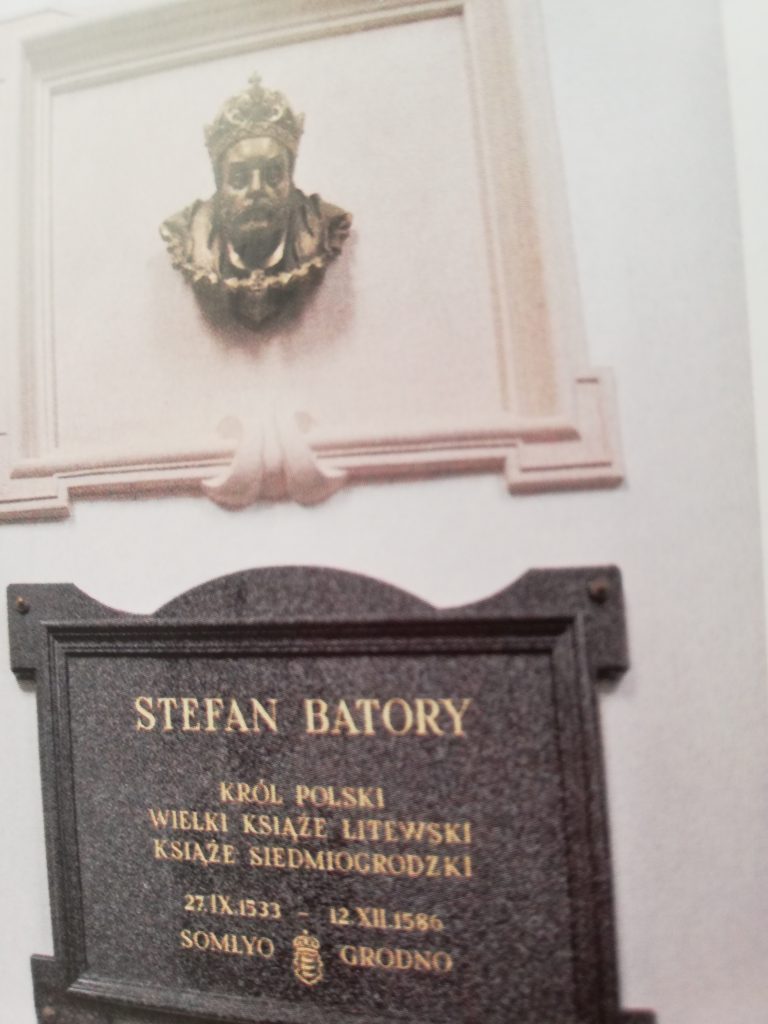 STEFAN BATORY
KRÓL POLSKI
WIELKI KSIĄŻE LITEWSKI
KSIĄŻE SIEDMIOGRODZKI
27.IX.1533 – 12.XII.1586
SOMLYO GRODNO